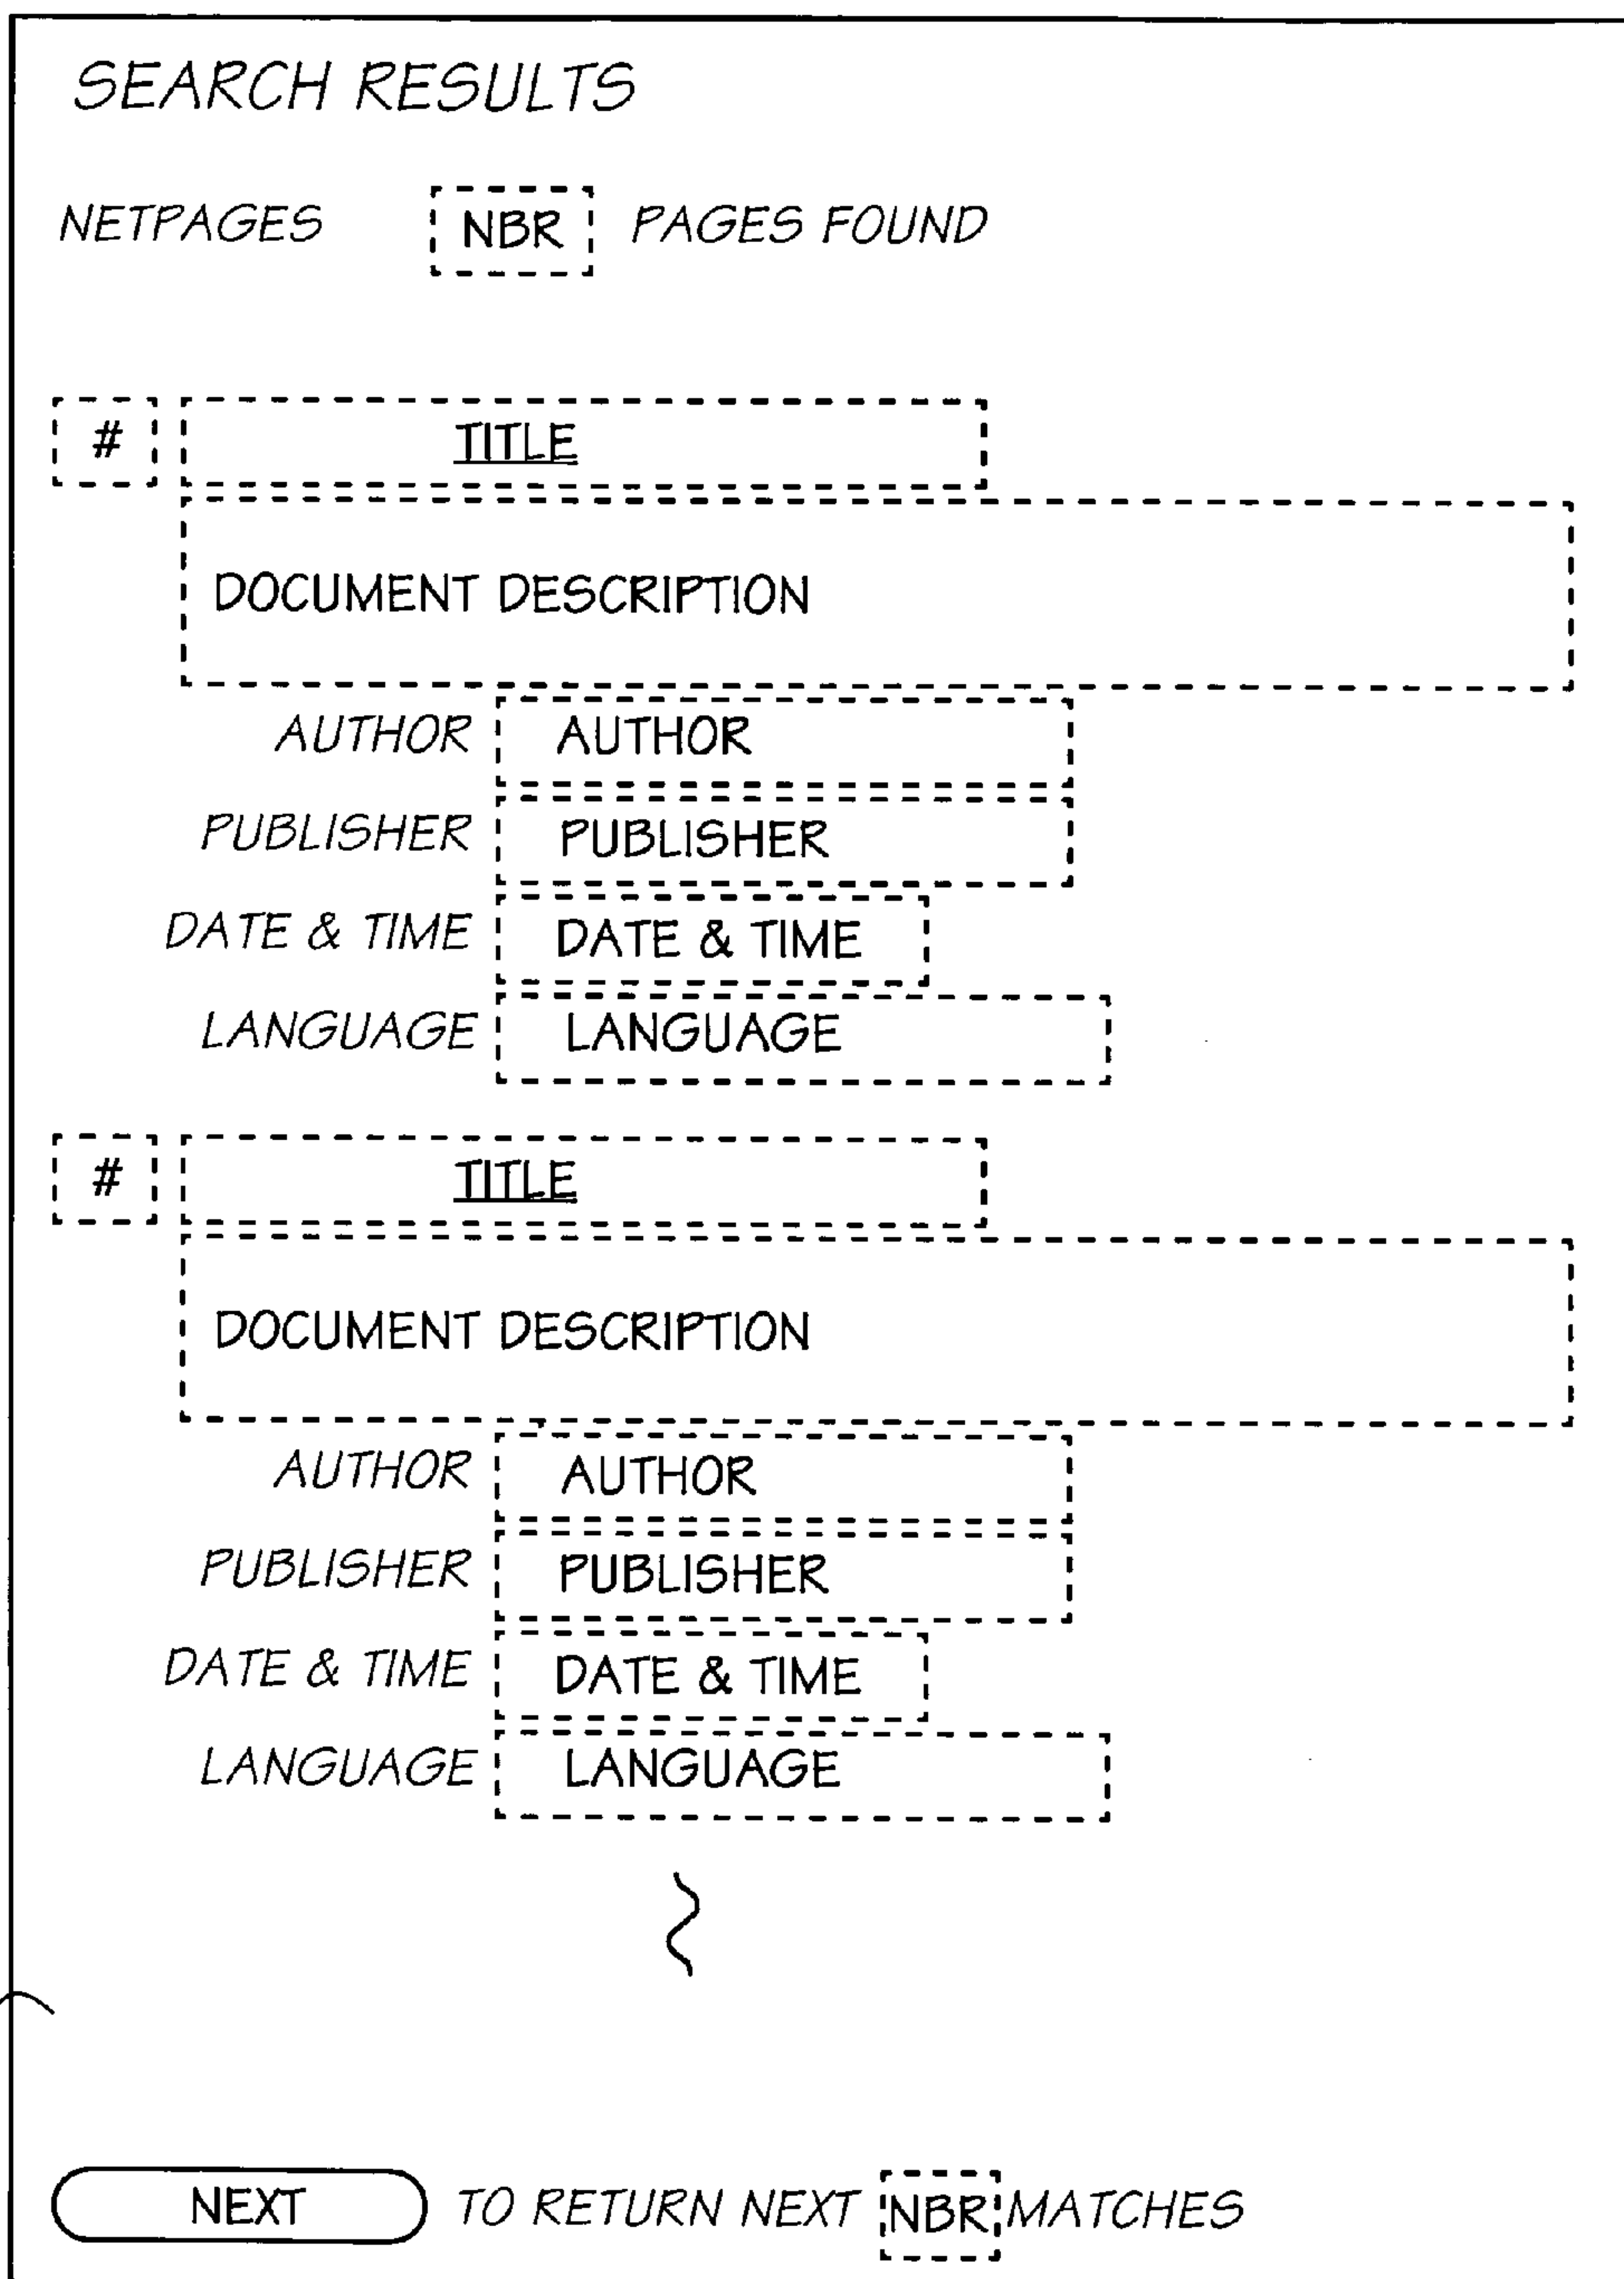 SEARCH RESULTS
NETPAGES NBR PAGES FOUND
# TITLE
DOCUMENT DESCRIPTION
AUTHOR AUTHOR
PUBLISHER PUBLISHER
DATE & TIME DATE & TIME
LANGUAGE LANGUAGE
# TITLE
DOCUMENT DESCRIPTION
AUTHOR AUTHOR
PUBLISHER PUBLISHER
DATE & TIME DATE & TIME
LANGUAGE LANGUAGE
NEXT TO RETURN NEXT NBR MATCHES